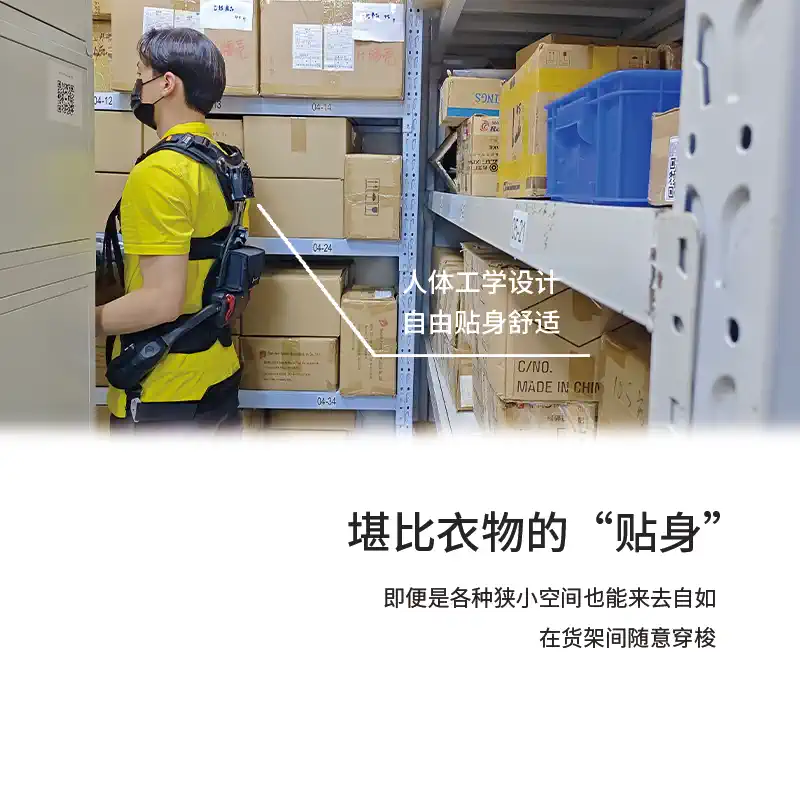 04-12
04-14
04-24
04-34
人体工学设计
自由贴身舒适
C/NO.
MADE IN CHIN
堪比衣物的“贴身”
即便是各种狭小空间也能来去自如
在货架间随意穿梭